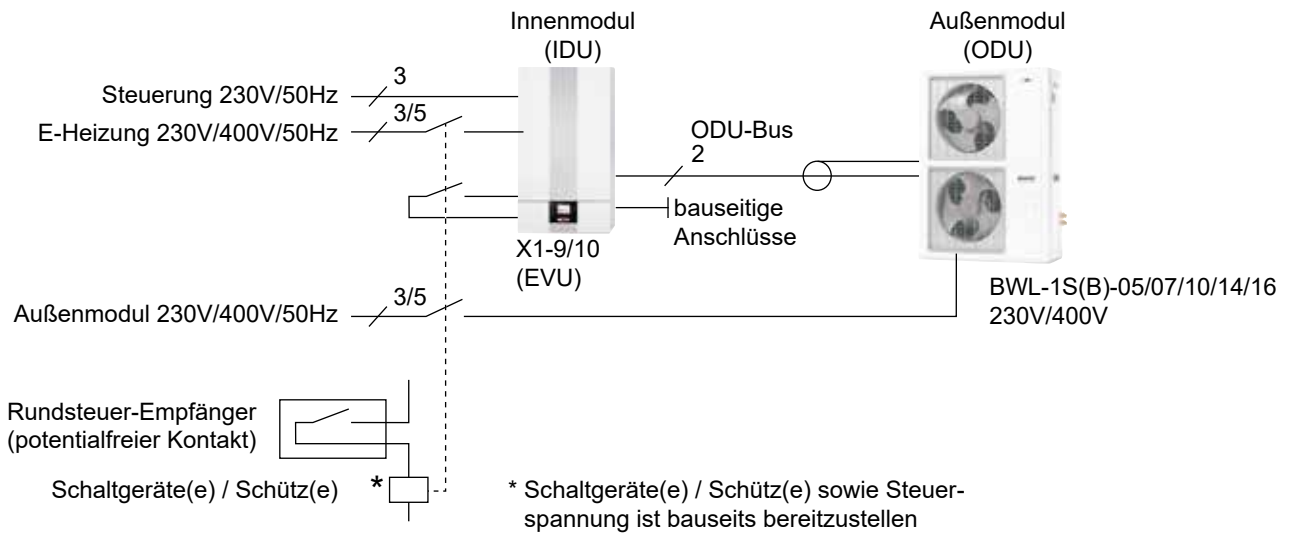 Innenmodul
(IDU)
Außenmodul
(ODU)
Steuerung 230V/50Hz
3
E-Heizung 230V/400V/50Hz
3/5
ODU-Bus
2
bauseitige
Anschlüsse
X1-9/10
(EVU)
BWL-1S(B)-05/07/10/14/16
230V/400V
Außenmodul 230V/400V/50Hz
3/5
Rundsteuer-Empfänger
(potentialfreier Kontakt)
Schaltgeräte(e) / Schütz(e)
*
* Schaltgeräte(e) / Schütz(e) sowie Steuer-
spannung ist bauseits bereitzustellen